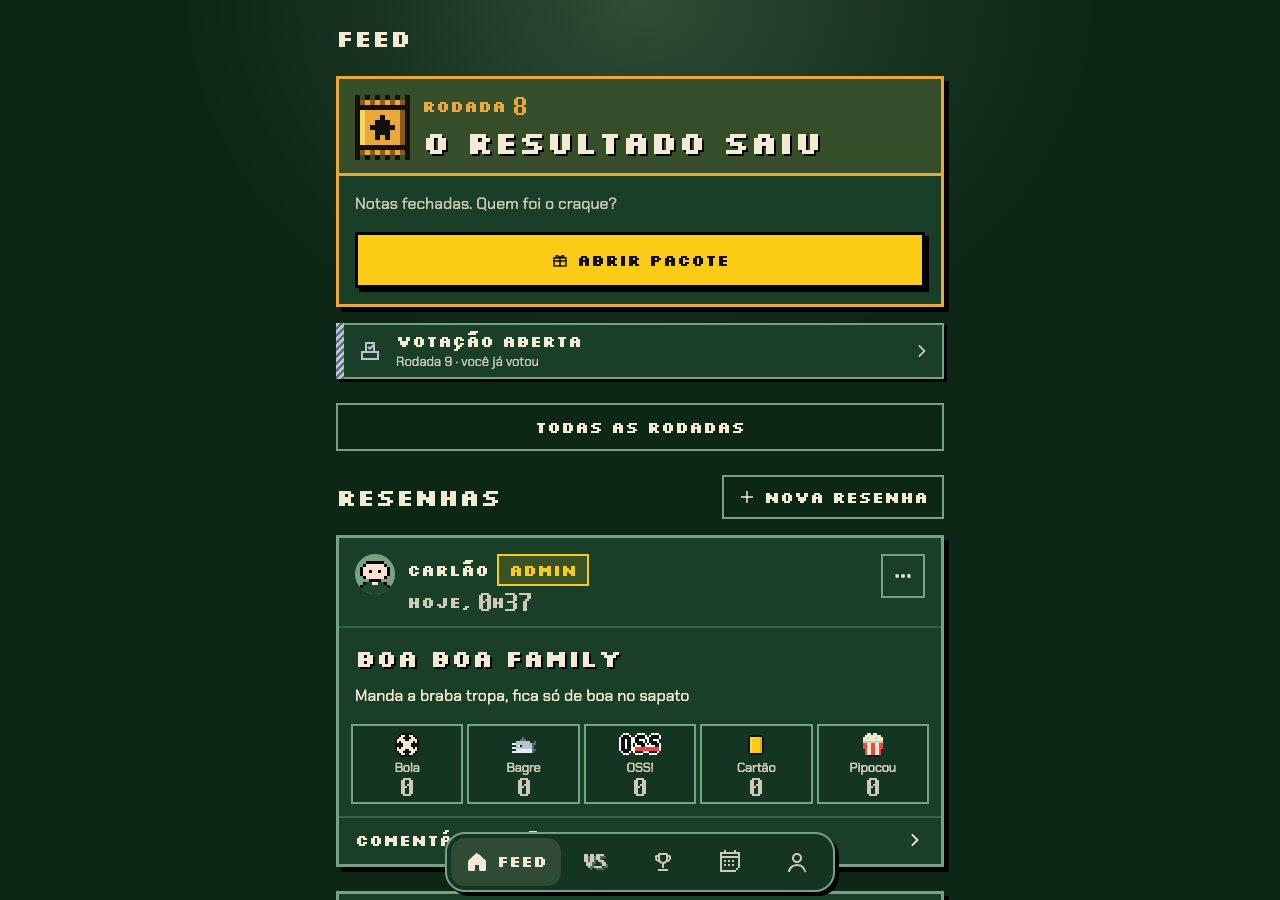 FEED
RODADA 8
O RESULTADO SAIU
Notas fechadas. Quem foi o craque?
ABRIR PACOTE
VOTAÇÃO ABERTA
Rodada 9 · você já votou
TODAS AS RODADAS
RESENHAS
+ NOVA RESENHA
CARLÃO ADMIN
HOJE, 0H37
BOA BOA FAMILY
Manda a braba tropa, fica só de boa no sapato
OSS
Bola Bagre OSS! Cartão Pipocou
0 0 0 0 0
FEED VS